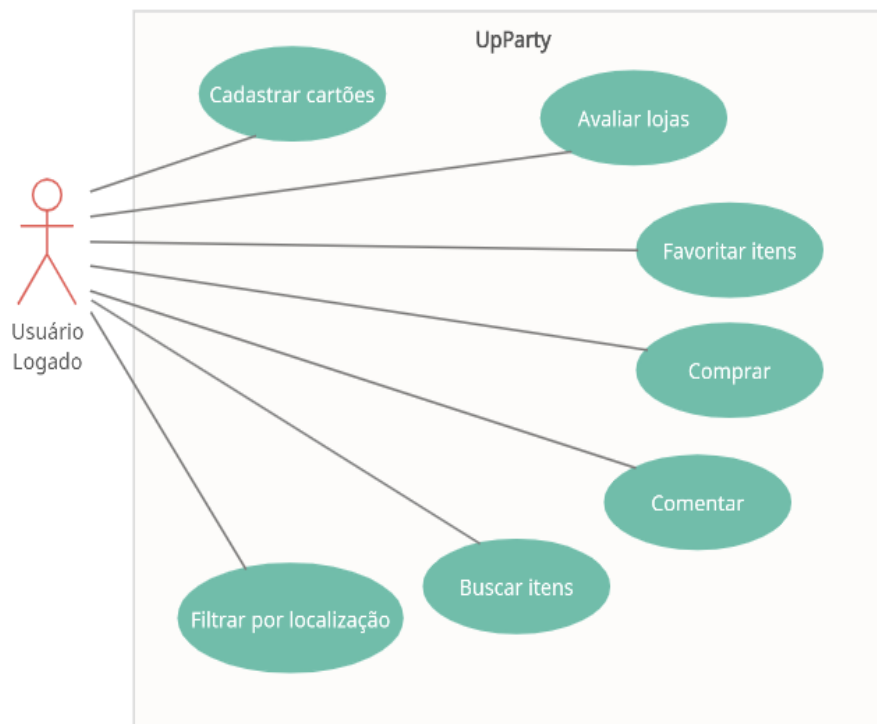 UpParty
Cadastrar cartões
Avaliar lojas
Favoritar itens
Usuário
Logado
Comprar
Comentar
Buscar itens
Filtrar por localização